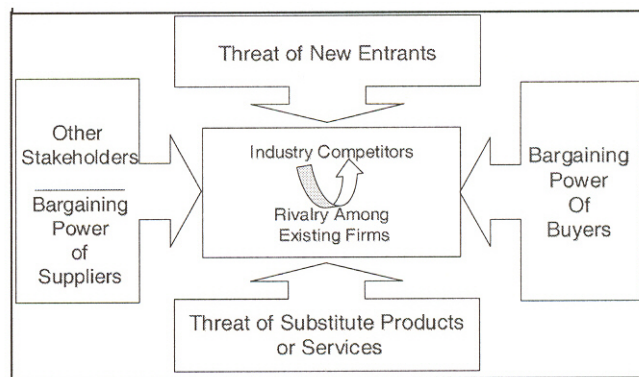 Threat of New Entrants
Other
Stakeholders
Bargaining
Power
of
Suppliers
Industry Competitors
Rivalry Among
Existing Firms
Bargaining
Power
Of
Buyers
Threat of Substitute Products
or Services